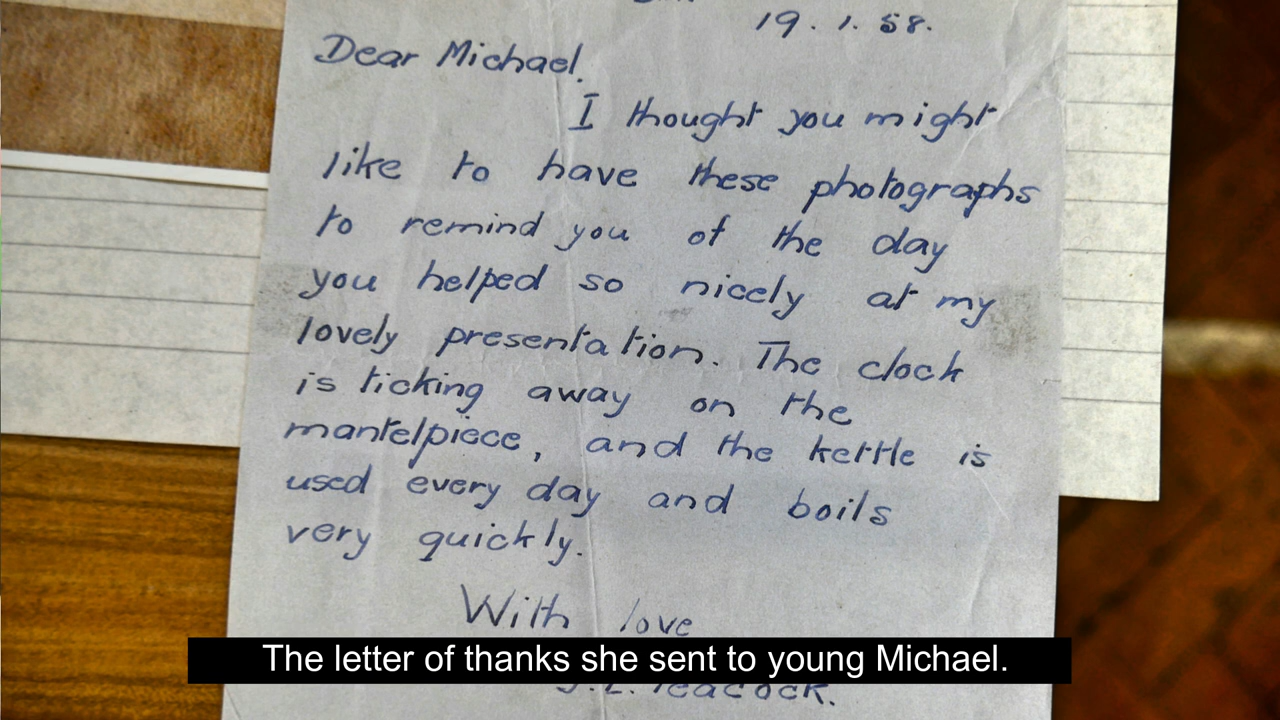 19.1.58.
Dear Michael.
I thought you might
like to have these photographs
to remind you of the day
you helped so nicely at my
lovely presentation. The clock
is ticking away on the
mantelpiece, and the kettle is
used every day and boils
very quickly.
With love
The letter of thanks she sent to young Michael.
Peacock.